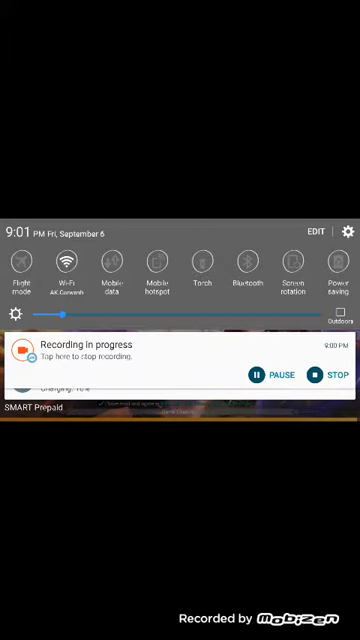 9:01 PM Fri, September 6 EDIT
Flight mode
Wi-Fi
AK Carwash
Mobile data
Mobile hotspot
Torch
Bluetooth
Screen rotation
Power saving
Outdoors
Recording in progress 9:00 PM
Tap here to stop recording.
PAUSE STOP
SMART Prepaid
Recorded by mobizen